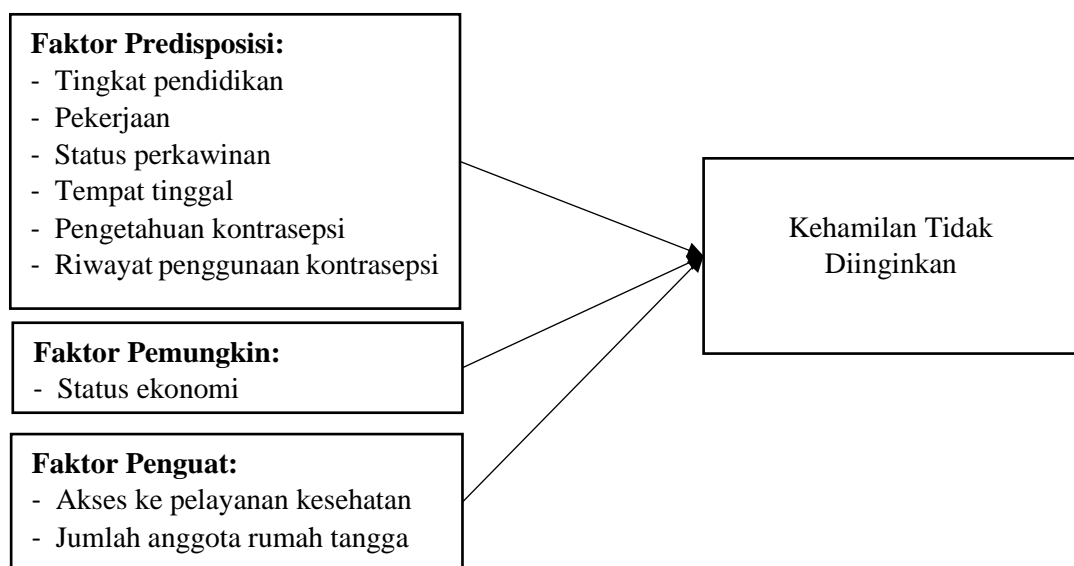 Faktor Predisposisi:
- Tingkat pendidikan
- Pekerjaan
- Status perkawinan
- Tempat tinggal
- Pengetahuan kontrasepsi
- Riwayat penggunaan kontrasepsi
Kehamilan Tidak
Diinginkan
Faktor Pemungkin:
- Status ekonomi
Faktor Penguat:
- Akses ke pelayanan kesehatan
- Jumlah anggota rumah tangga